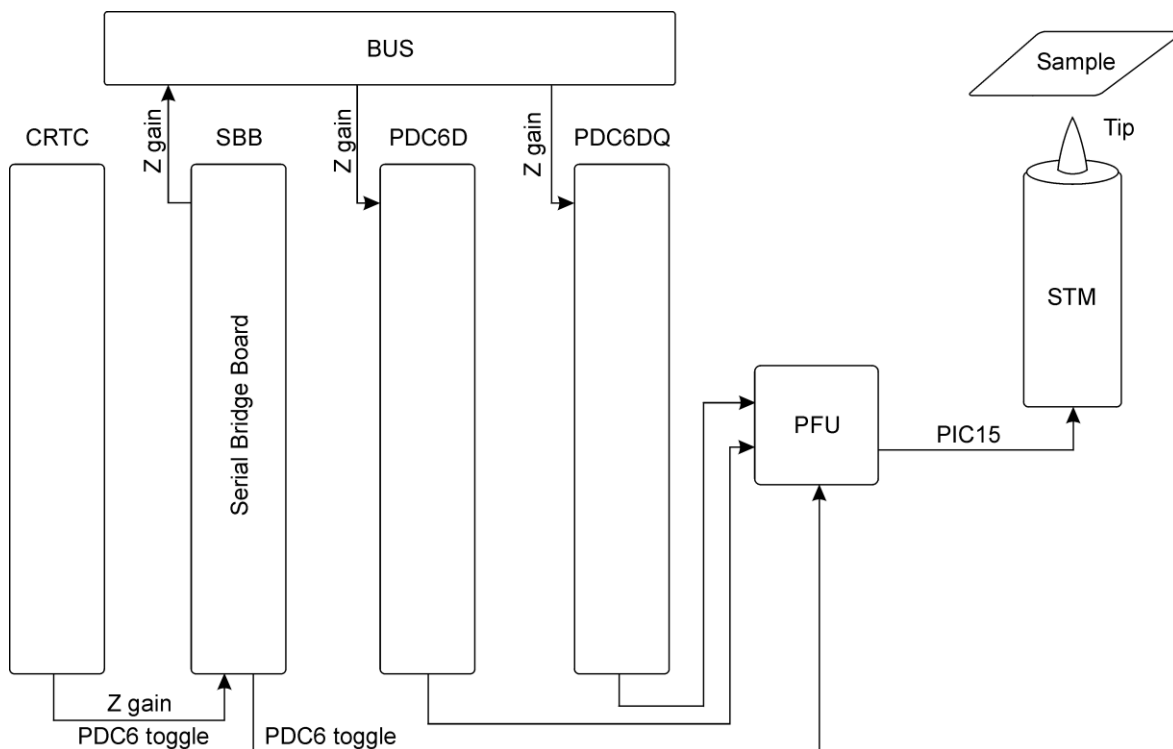 BUS
Sample
CRTC
SBB
Z gain
Z gain
PDC6D
Z gain
PDC6DQ
Tip
Serial Bridge Board
STM
PFU
PIC15
Z gain
PDC6 toggle
PDC6 toggle